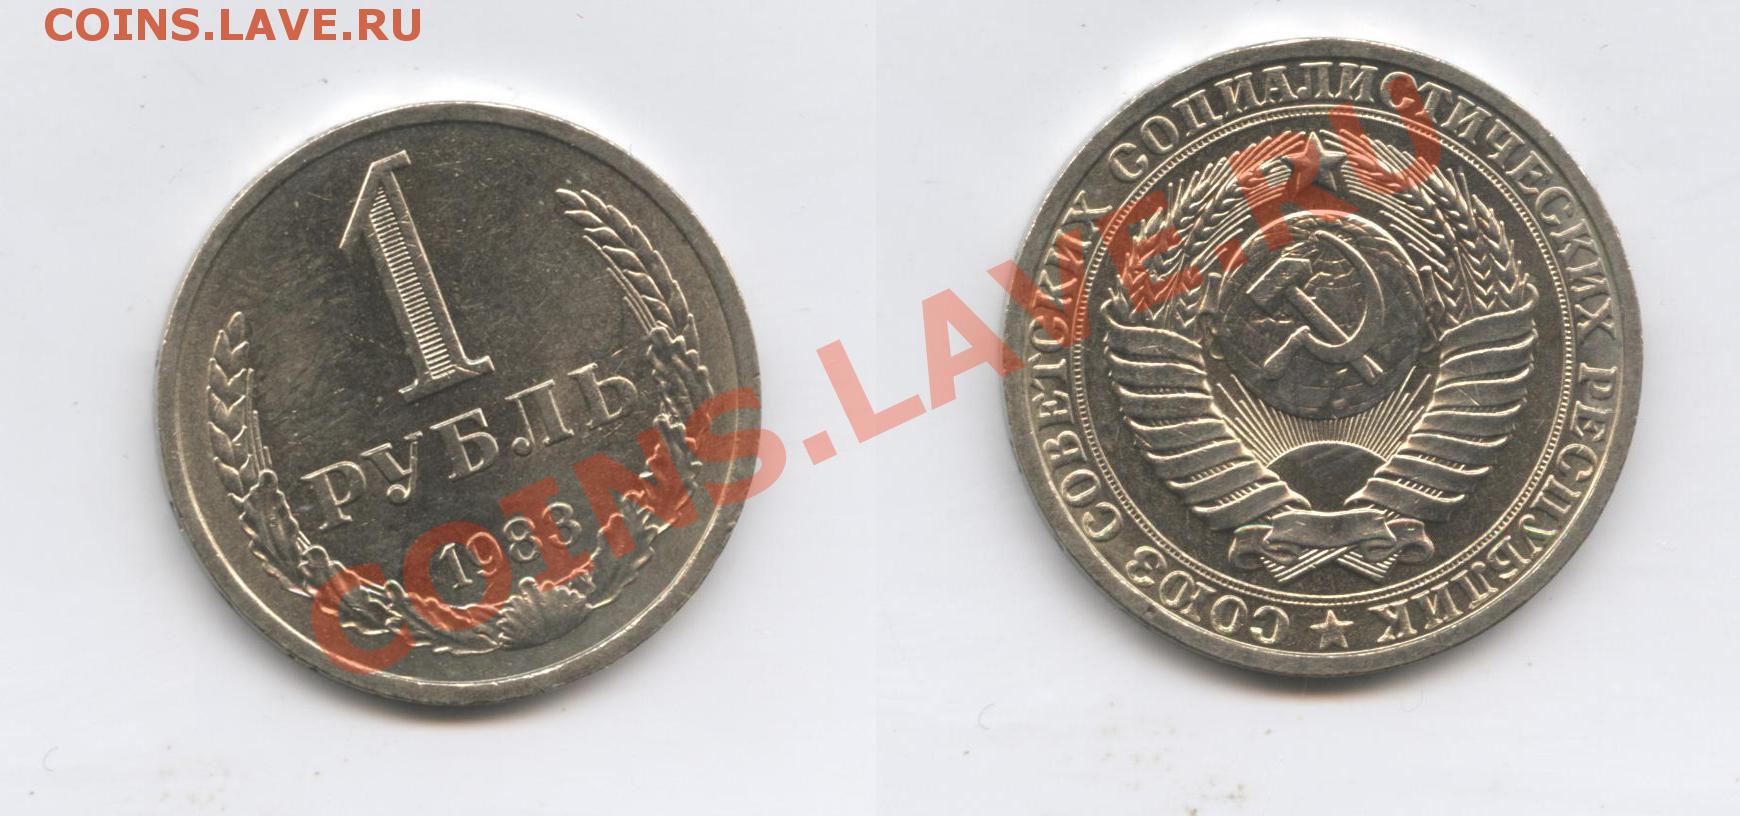 COINS.LAVE.RU
1
РУБЛЬ
1983
СОЮЗ СОВЕТСКИХ СОЦИАЛИСТИЧЕСКИХ РЕСПУБЛИК
COINS.LAVE.RU